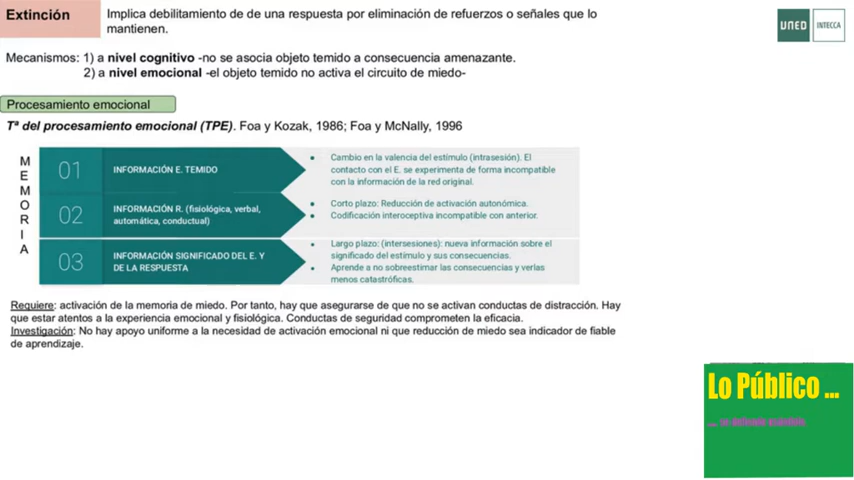 Extinción
Implica debilitamiento de de una respuesta por eliminación de refuerzos o señales que lo
mantienen.
UNED
INTECCA
Mecanismos: 1) a nivel cognitivo -no se asocia objeto temido a consecuencia amenazante.
2) a nivel emocional -el objeto temido no activa el circuito de miedo-
Procesamiento emocional
Tª del procesamiento emocional (TPE). Foa y Kozak, 1986; Foa y McNally, 1996
MEMORIA
01
INFORMACIÓN E. TEMIDO
• Cambio en la valencia del estímulo (intrasesión). El
contacto con el E. se experimenta de forma incompatible
con la información de la red original.
02
INFORMACIÓN R. (fisiológica, verbal,
automática, conductual)
• Corto plazo: Reducción de activación autonómica.
• Codificación interoceptiva incompatible con anterior.
03
INFORMACIÓN SIGNIFICADO DEL E. Y
DE LA RESPUESTA
• Largo plazo: (intersesiones): nueva información sobre el
significado del estímulo y sus consecuencias.
• Aprende a no sobreestimar las consecuencias y verlas
menos catastróficas.
Requiere: activación de la memoria de miedo. Por tanto, hay que asegurarse de que no se activan conductas de distracción. Hay
que estar atentos a la experiencia emocional y fisiológica. Conductas de seguridad comprometen la eficacia.
Investigación: No hay apoyo uniforme a la necesidad de activación emocional ni que reducción de miedo sea indicador de fiable
de aprendizaje.
Lo Público ...
.... se defiende